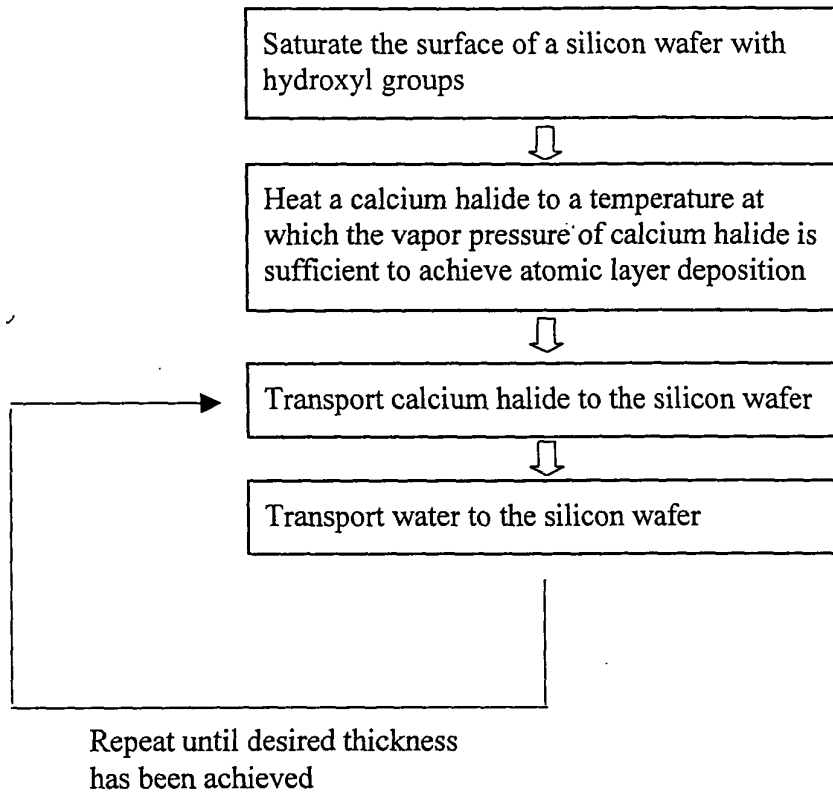 Saturate the surface of a silicon wafer with
hydroxyl groups
Heat a calcium halide to a temperature at
which the vapor pressure of calcium halide is
sufficient to achieve atomic layer deposition
Transport calcium halide to the silicon wafer
Transport water to the silicon wafer
Repeat until desired thickness
has been achieved